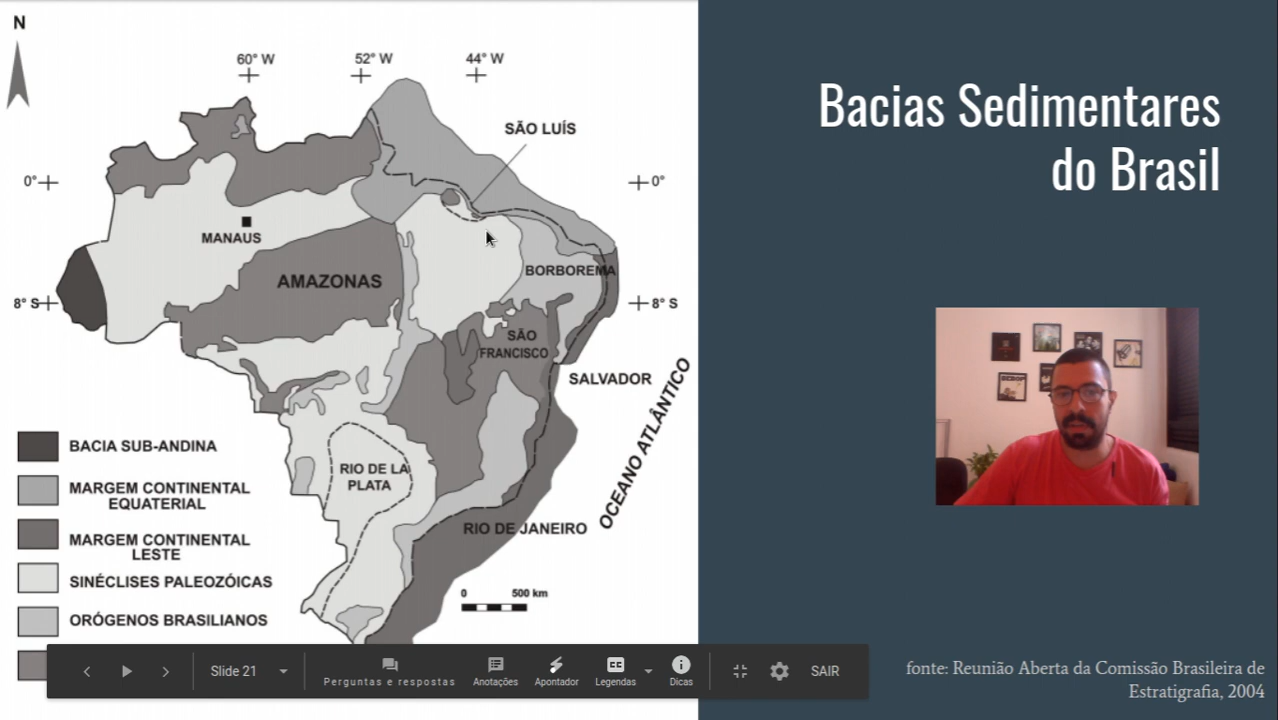 N
60° W
52° W
44° W
SÃO LUÍS
0°
0°
MANAUS
AMAZONAS
BORBOREMA
8° S
8° S
SÃO
FRANCISCO
SALVADOR
OCEANO ATLÂNTICO
RIO DE LA
PLATA
RIO DE JANEIRO
0 500 km
BACIA SUB-ANDINA
MARGEM CONTINENTAL
EQUATERIAL
MARGEM CONTINENTAL
LESTE
SINÉCLISES PALEOZÓICAS
ORÓGENOS BRASILIANOS
Bacias Sedimentares
do Brasil
fonte: Reunião Aberta da Comissão Brasileira de
Estratigrafia, 2004
Slide 21
Perguntas e respostas
Anotações
Apontador
CC
Legendas
Dicas
SAIR